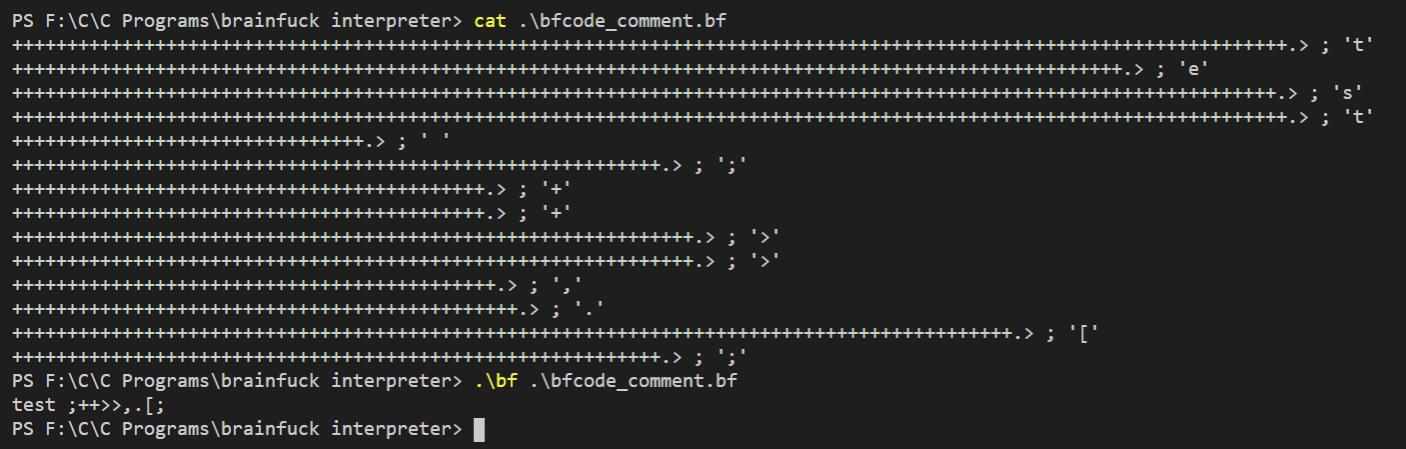 PS F:\C\C Programs\brainfuck interpreter> cat .\bfcode_comment.bf
++++++++++++++++++++++++++++++++++++++++++++++++++++++++++++++++++++++++++++++++++++++++++++++++++++++++++++++++++++.> ; 't'
+++++++++++++++++++++++++++++++++++++++++++++++++++++++++++++++++++++++++++++++++++++++++++++++++++++.> ; 'e'
+++++++++++++++++++++++++++++++++++++++++++++++++++++++++++++++++++++++++++++++++++++++++++++++++++++++++++++++++++.> ; 's'
++++++++++++++++++++++++++++++++++++++++++++++++++++++++++++++++++++++++++++++++++++++++++++++++++++++++++++++++++++.> ; 't'
++++++++++++++++++++++++++++++++.> ; ' '
+++++++++++++++++++++++++++++++++++++++++++++++++++++++++++.> ; ';'
+++++++++++++++++++++++++++++++++++++++++++.> ; '+'
+++++++++++++++++++++++++++++++++++++++++++.> ; '+'
++++++++++++++++++++++++++++++++++++++++++++++++++++++++++++++.> ; '>'
++++++++++++++++++++++++++++++++++++++++++++++++++++++++++++++.> ; '>'
++++++++++++++++++++++++++++++++++++++++++++.> ; ','
++++++++++++++++++++++++++++++++++++++++++++++.> ; '.'
+++++++++++++++++++++++++++++++++++++++++++++++++++++++++++++++++++++++++++++++++++++++++++.> ; '['
+++++++++++++++++++++++++++++++++++++++++++++++++++++++++++.> ; ';'
PS F:\C\C Programs\brainfuck interpreter> .\bf .\bfcode_comment.bf
test ;++>>,.[;
PS F:\C\C Programs\brainfuck interpreter>